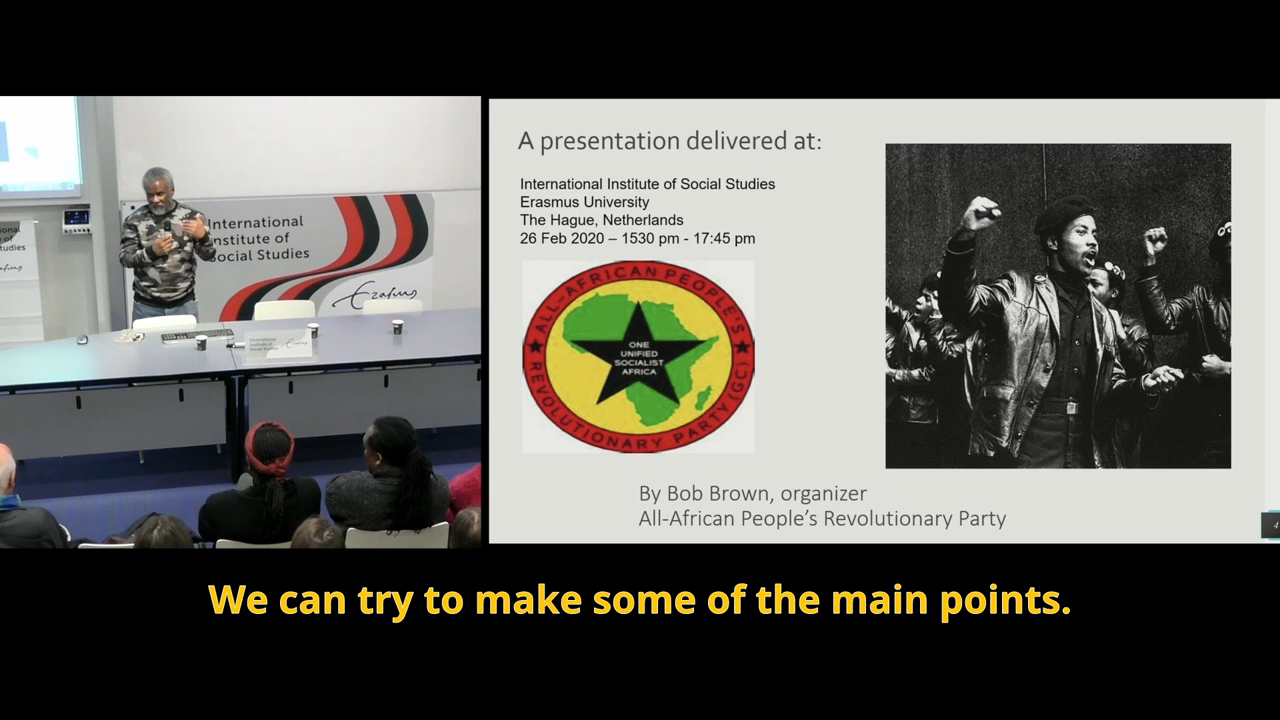 International
Institute of
Social Studies
Erasmus
A presentation delivered at:
International Institute of Social Studies
Erasmus University
The Hague, Netherlands
26 Feb 2020 – 1530 pm - 17:45 pm
ALL-AFRICAN PEOPLE'S
REVOLUTIONARY PARTY (GC)
ONE
UNIFIED
SOCIALIST
AFRICA
By Bob Brown, organizer
All-African People's Revolutionary Party
4
We can try to make some of the main points.